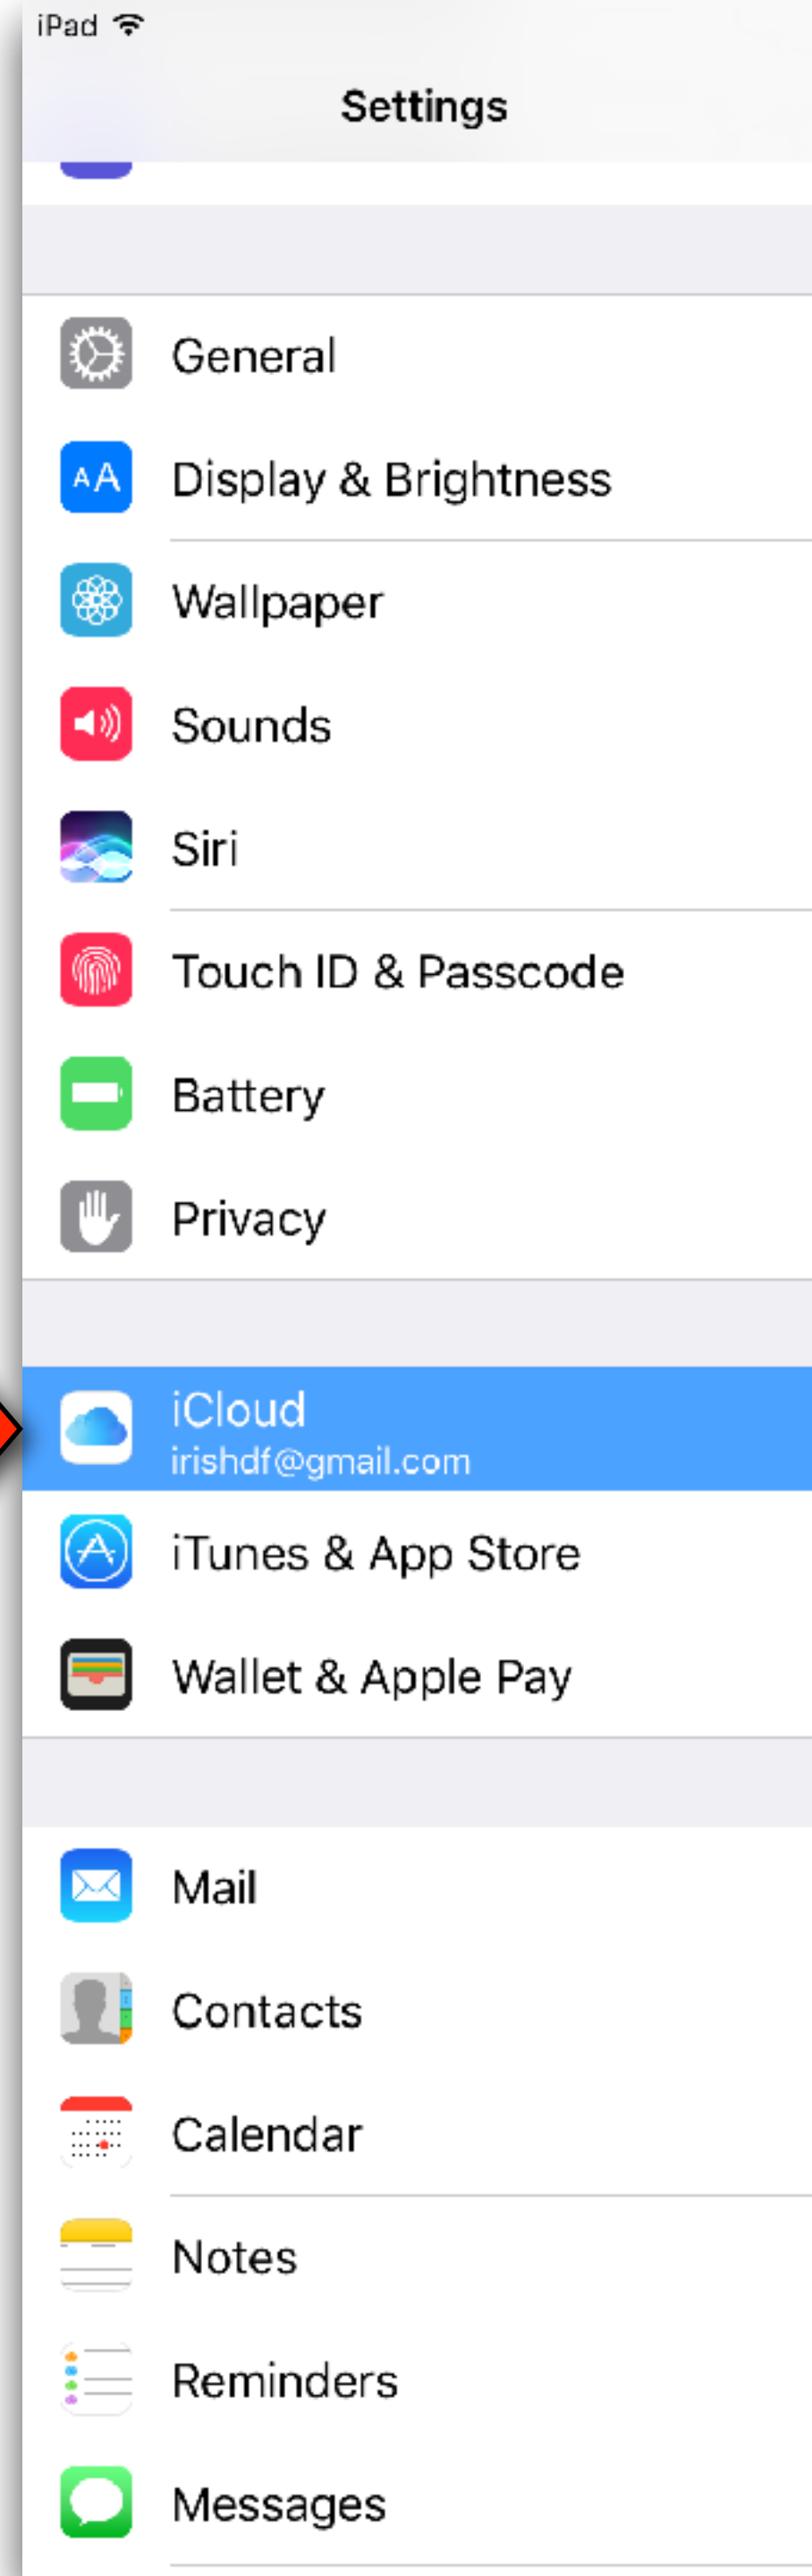 iPad
Settings
General
AA Display & Brightness
Wallpaper
Sounds
Siri
Touch ID & Passcode
Battery
Privacy
iCloud
irishdf@gmail.com
iTunes & App Store
Wallet & Apple Pay
Mail
Contacts
Calendar
Notes
Reminders
Messages